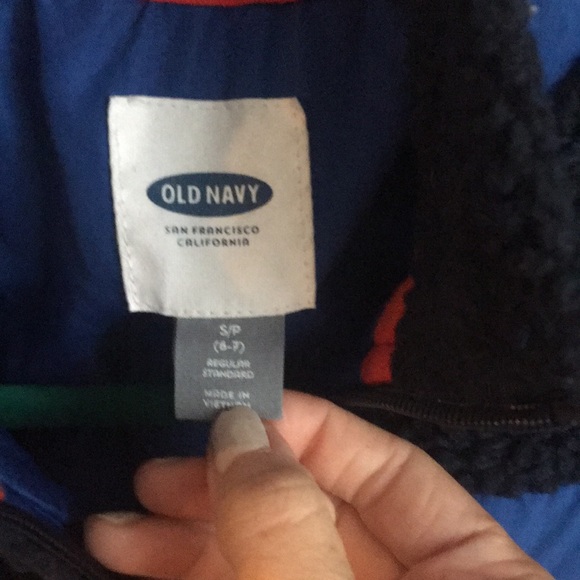 OLD NAVY
SAN FRANCISCO
CALIFORNIA
S/P
(6-7)
REGULAR
STANDARD
MADE IN
VIETNAM